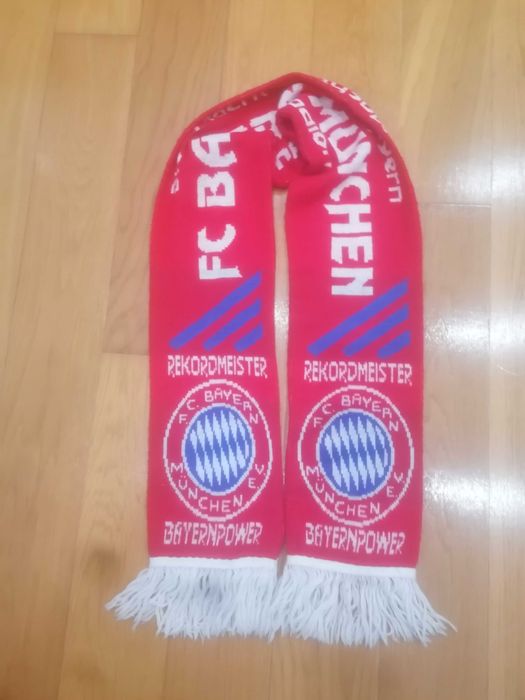 FC BA
MÜNCHEN
REKORDMEISTER
F.C. BAYERN
MÜNCHEN
E.V.
BAYERNPOWER
REKORDMEISTER
F.C. BAYERN
MÜNCHEN
E.V.
BAYERNPOWER